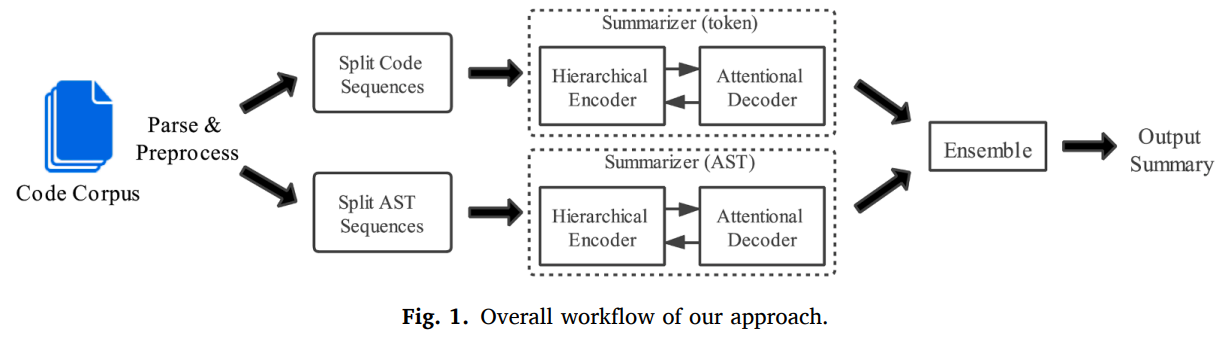 Code Corpus
Parse &
Preprocess
Split Code
Sequences
Split AST
Sequences
Summarizer (token)
Hierarchical
Encoder
Attentional
Decoder
Summarizer (AST)
Hierarchical
Encoder
Attentional
Decoder
Ensemble
Output
Summary
Fig. 1. Overall workflow of our approach.